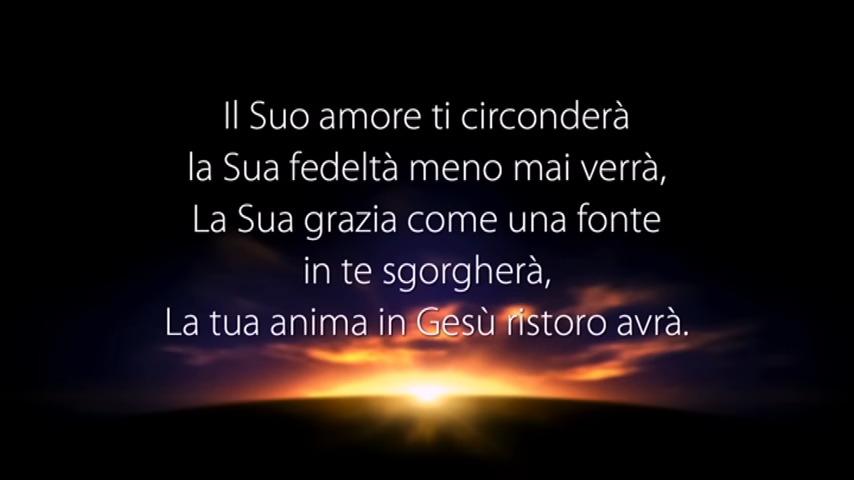 Il Suo amore ti circonderà
la Sua fedeltà meno mai verrà,
La Sua grazia come una fonte
in te sgorgherà,
La tua anima in Gesù ristoro avrà.